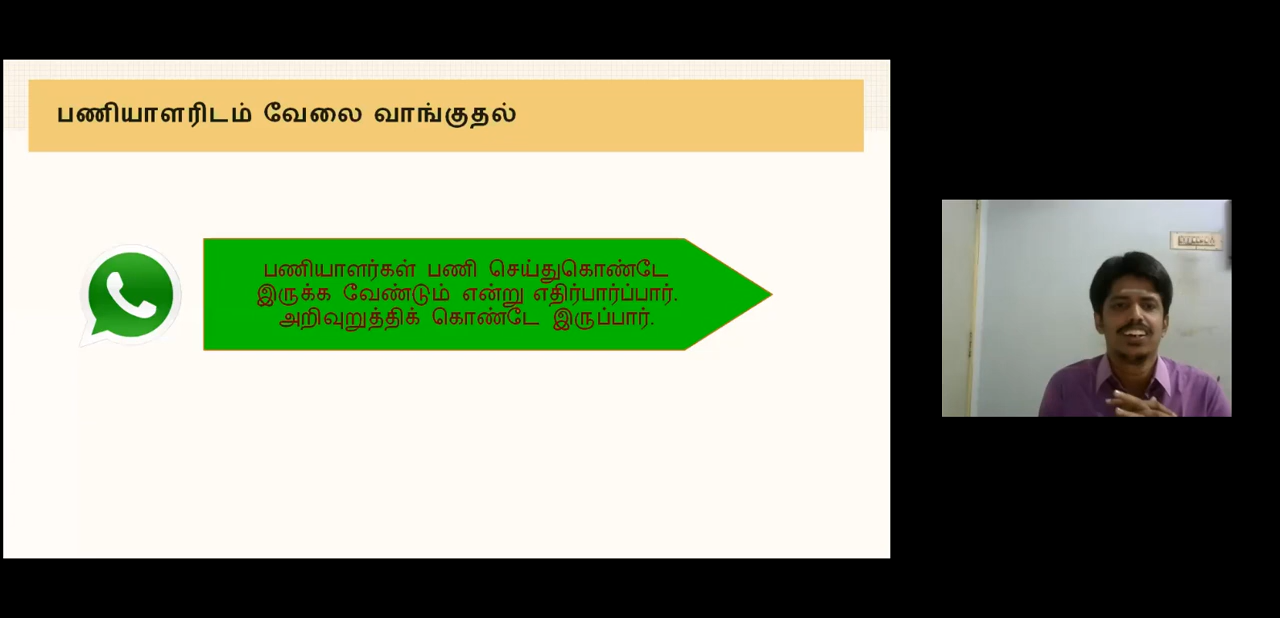 பணியாளரிடம் வேலை வாங்குதல்
பணியாளர்கள் பணி செய்துகொண்டே
இருக்க வேண்டும் என்று எதிர்பார்ப்பார்.
அறிவுறுத்திக் கொண்டே இருப்பார்.